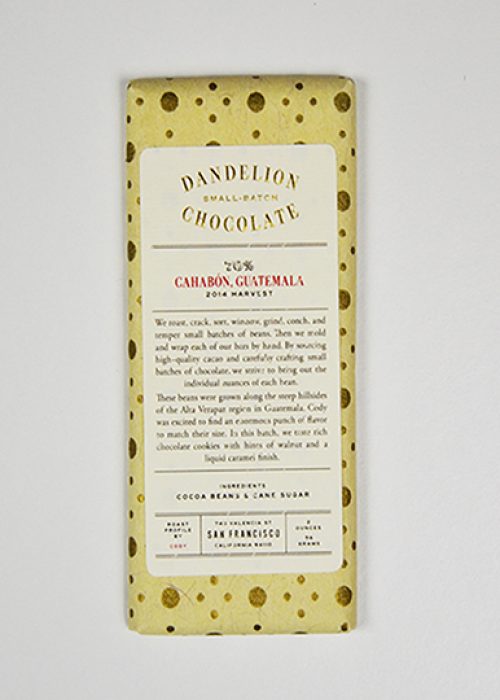 DANDELION
SMALL-BATCH
CHOCOLATE
70%
CAHABÓN, GUATEMALA
2014 HARVEST
We roast, crack, sort, winnow, grind, conch, and
temper small batches of beans. Then we mold
and wrap each of our bars by hand. By sourcing
high-quality cacao and carefully crafting small
batches of chocolate, we strive to bring out the
individual nuances of each bean.
These beans were grown along the steep hillsides
of the Alta Verapaz region in Guatemala. Cody
was excited to find an enormous punch of flavor
to match their size. In this batch, we taste rich
chocolate cookies with hints of walnut and a
liquid caramel finish.
INGREDIENTS
COCOA BEANS & CANE SUGAR
ROAST
PROFILE
BY
CODY
740 VALENCIA ST
SAN FRANCISCO
CALIFORNIA 94110
2
OUNCES
56
GRAMS